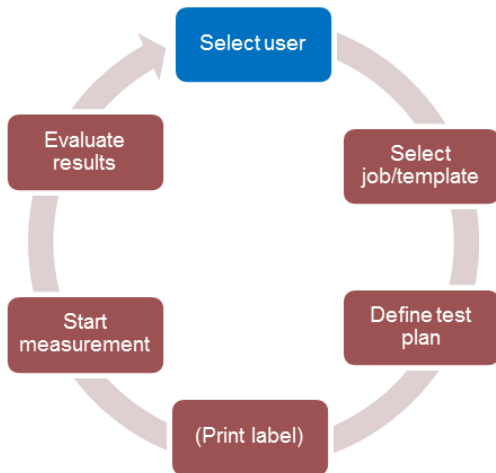 Select user
Select
job/template
Define test
plan
(Print label)
Start
measurement
Evaluate
results